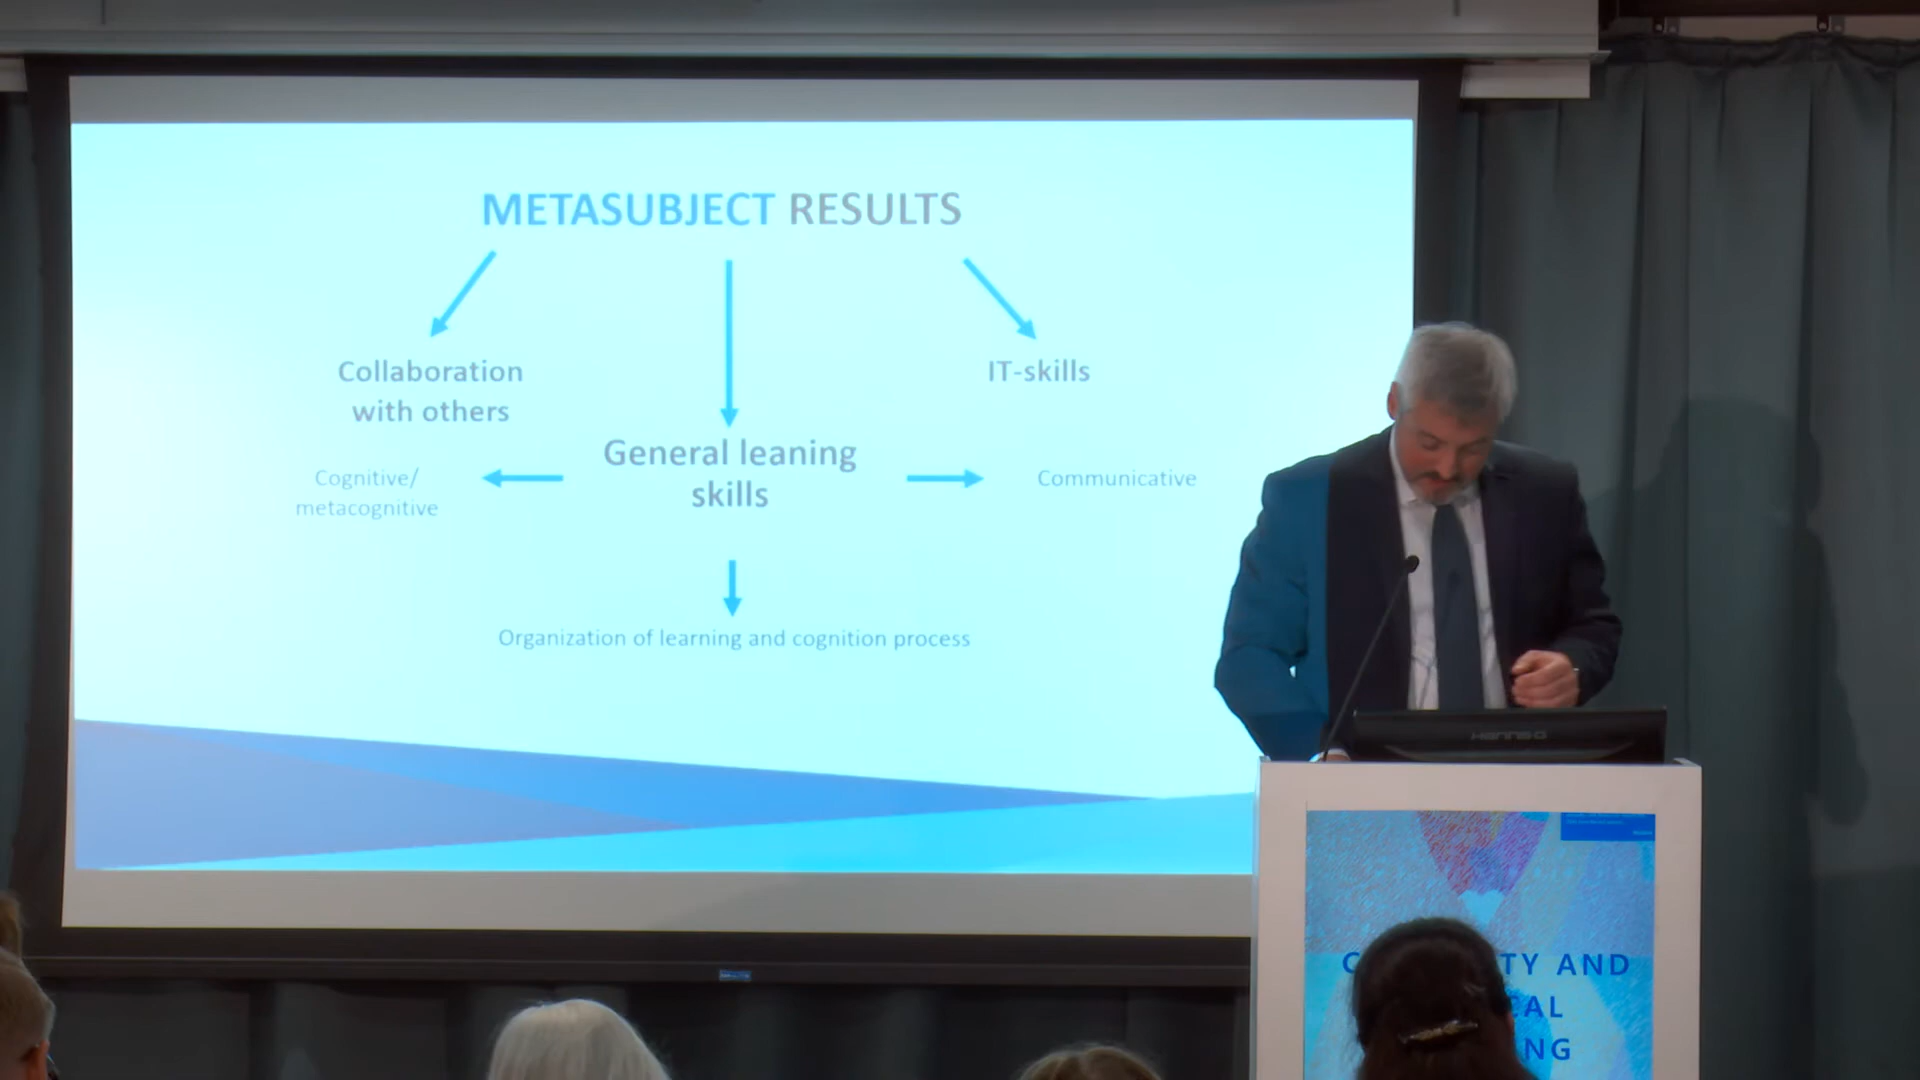 METASUBJECT RESULTS
Collaboration
with others
IT-skills
General leaning
skills
Cognitive/
metacognitive
Communicative
Organization of learning and cognition process
HANNS-G
TY AND
CAL
NG